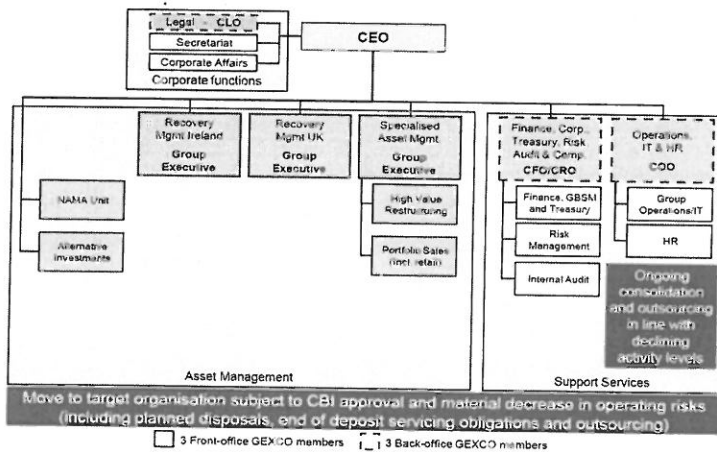 Legal - CLO
Secretariat
Corporate Affairs
Corporate functions
CEO
Recovery
Mgmt Ireland
Group
Executive
Recovery
Mgmt UK
Group
Executive
Specialised
Asset Mgmt
Group
Executive
Finance, Corp.,
Treasury, Risk
Audit & Comp.
CFO/CRO
Operations,
IT & HR
COO
NAMA Unit
Alternative
Investments
High Value
Restructuring
Portfolio Sales
(incl. retail)
Finance, GBSM
and Treasury
Risk
Management
Internal Audit
Group
Operations/IT
HR
Ongoing
consolidation
and outsourcing
in line with
declining
activity levels
Asset Management
Support Services
Move to target organisation subject to CBI approval and material decrease in operating risks
(including planned disposals, end of deposit servicing obligations and outsourcing)
3 Front-office GEXCO members
3 Back-office GEXCO members